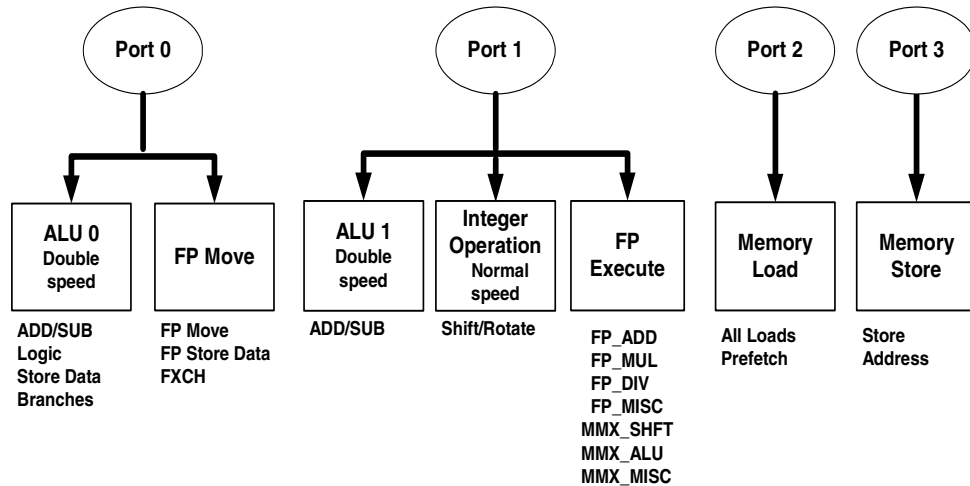 Port 0
Port 1
Port 2
Port 3
ALU 0
Double
speed
FP Move
ALU 1
Double
speed
Integer
Operation
Normal
speed
FP
Execute
Memory
Load
Memory
Store
ADD/SUB
Logic
Store Data
Branches
FP Move
FP Store Data
FXCH
ADD/SUB
Shift/Rotate
FP_ADD
FP_MUL
FP_DIV
FP_MISC
MMX_SHFT
MMX_ALU
MMX_MISC
All Loads
Prefetch
Store
Address